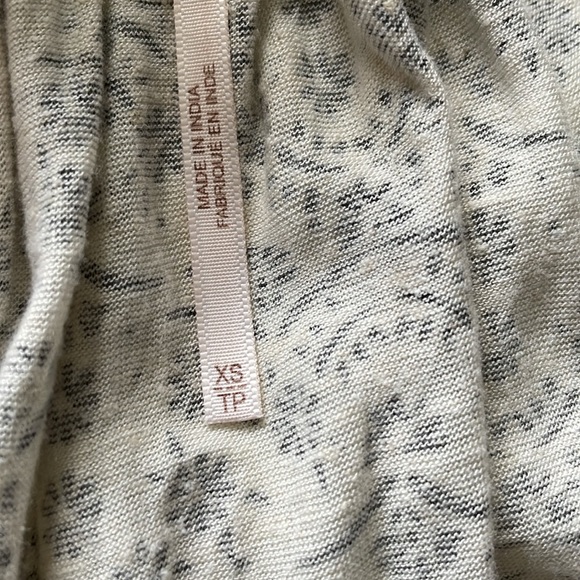 MADE IN INDIA
FABRIQUÉ EN INDE
XS
TP